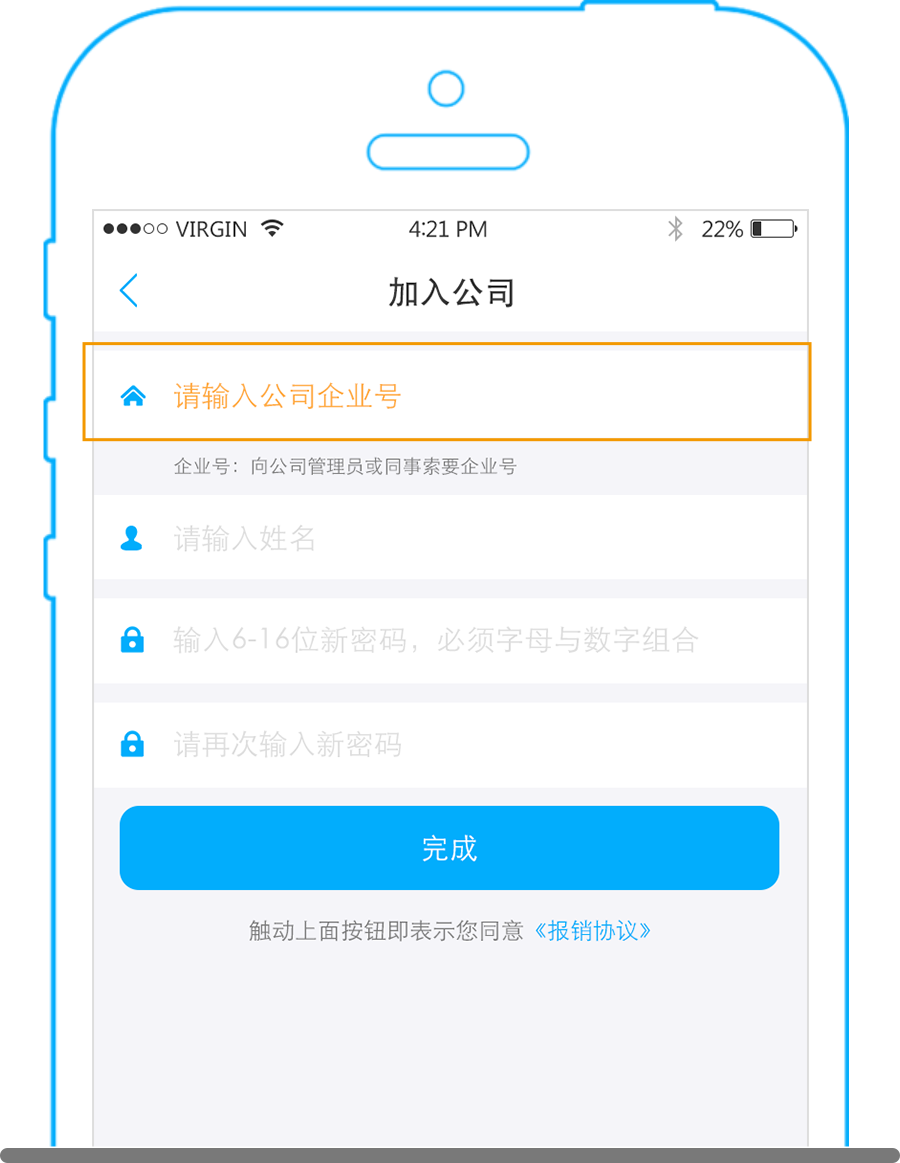 VIRGIN 4:21 PM 22%
加入公司
请输入公司企业号
企业号：向公司管理员或同事索要企业号
请输入姓名
输入6-16位新密码，必须字母与数字组合
请再次输入新密码
完成
触动上面按钮即表示您同意《报销协议》